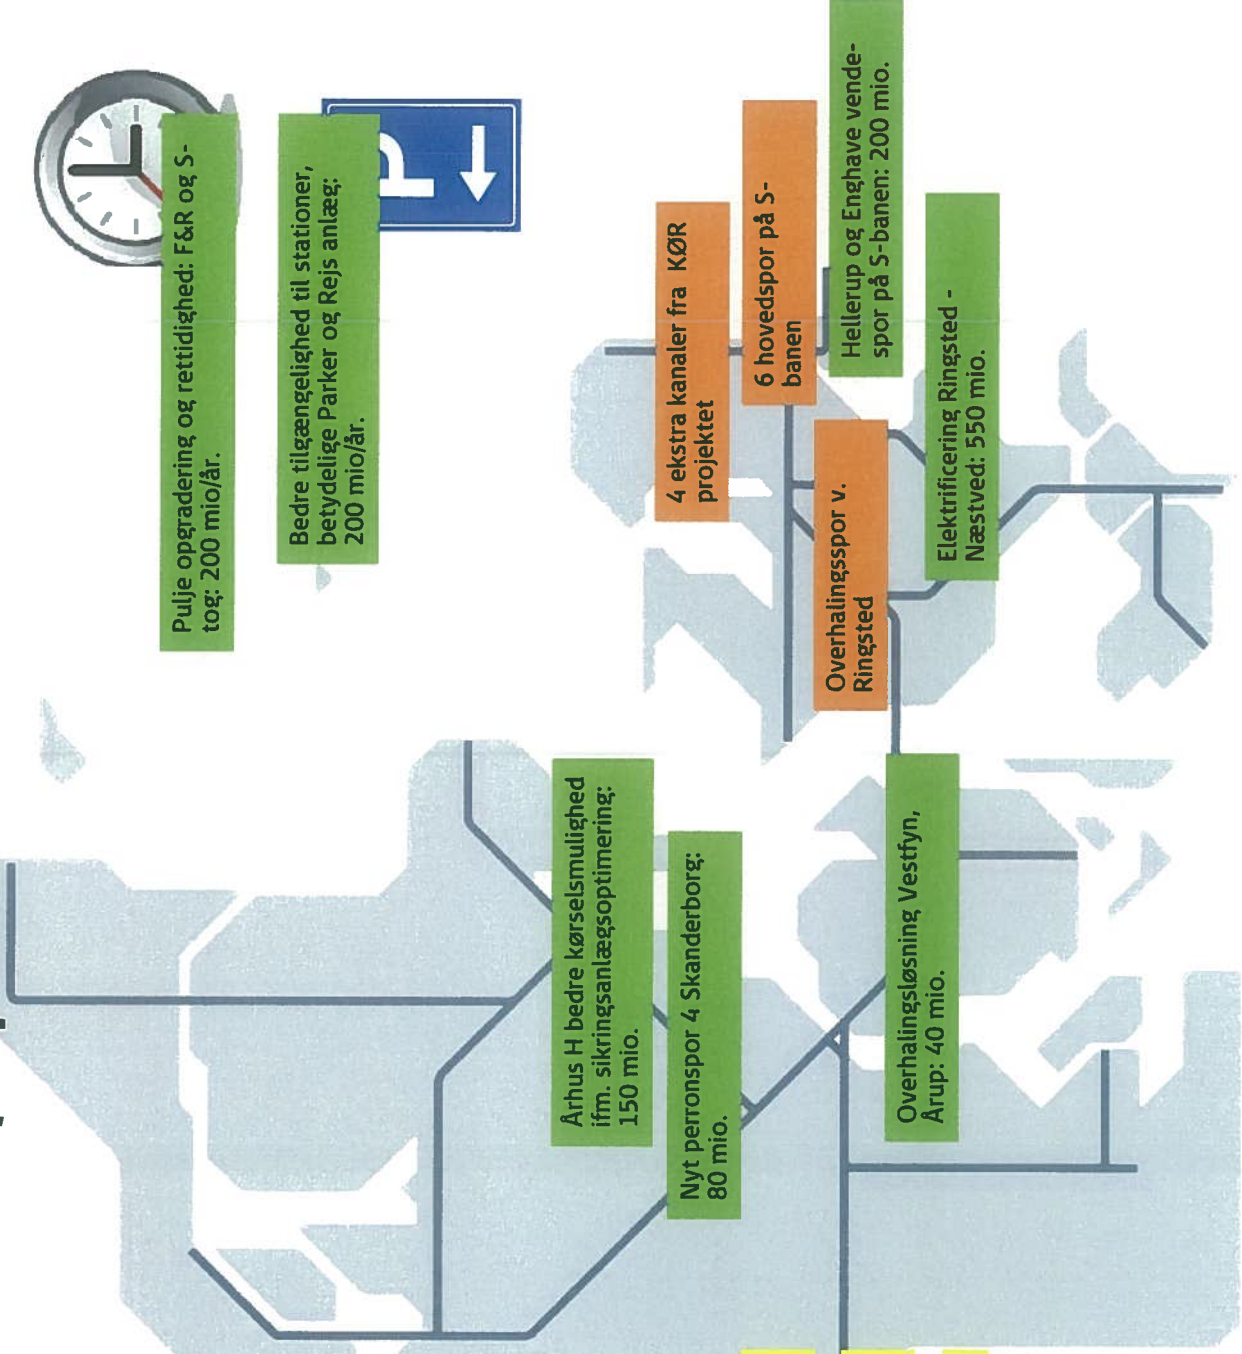 Pulje opgradering og rettidighed: F&R og S-
tog: 200 mio/år.
Bedre tilgængelighed til stationer,
betydelige Parker og Rejs anlæg:
200 mio/år.
P
Århus H bedre kørselsmulighed
ifm. sikringsanlægsoptimering:
150 mio.
Nyt perronspor 4 Skanderborg:
80 mio.
4 ekstra kanaler fra KØR
projektet
6 hovedspor på S-
banen
Overhalingsspor v.
Ringsted
Hellerup og Enghave vende-
spor på S-banen: 200 mio.
Elektrificering Ringsted -
Næstved: 550 mio.
Overhalingsløsning Vestfyn,
Årup: 40 mio.